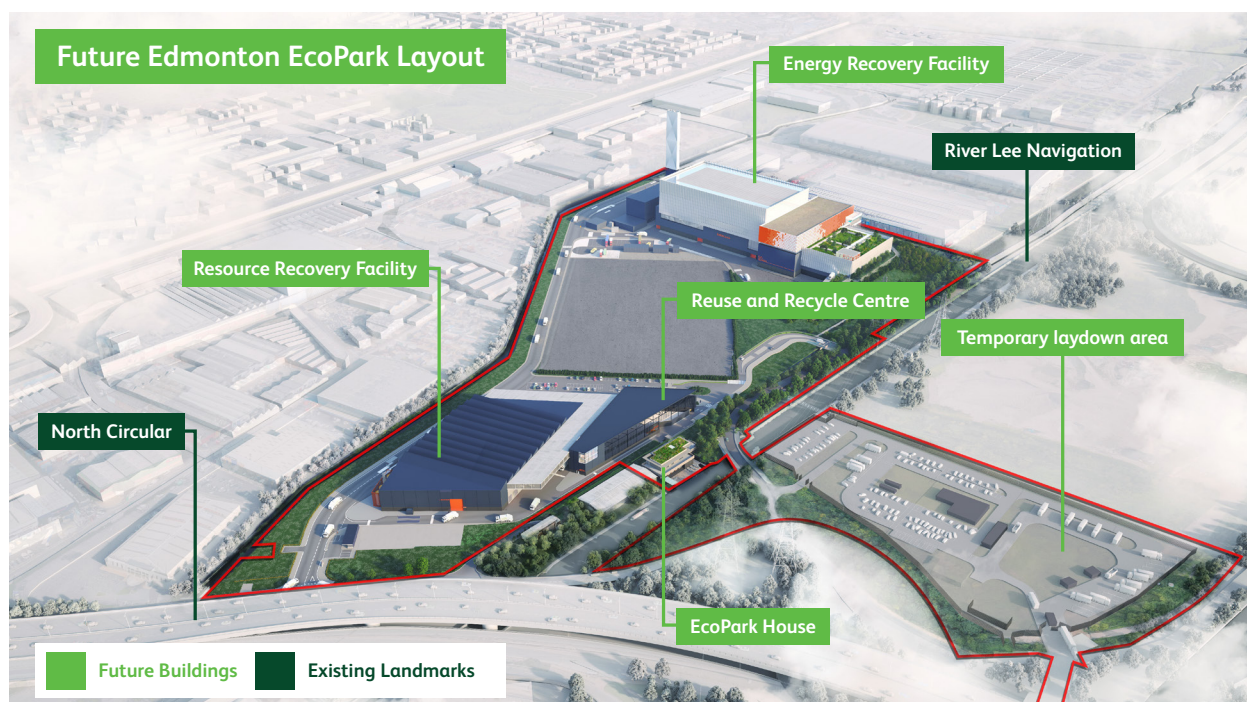 Future Edmonton EcoPark Layout
Energy Recovery Facility
River Lee Navigation
Resource Recovery Facility
Reuse and Recycle Centre
Temporary laydown area
North Circular
EcoPark House
Future Buildings
Existing Landmarks